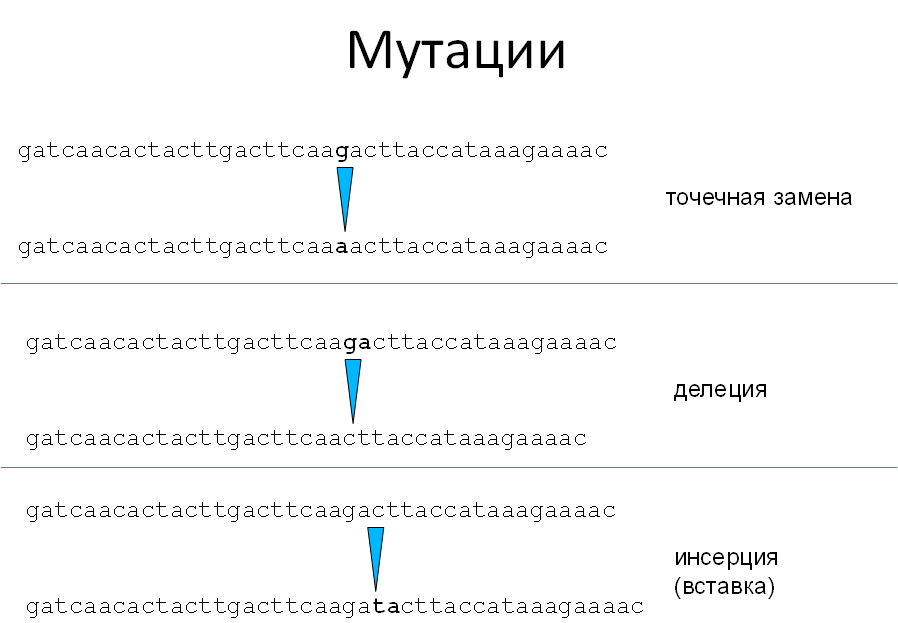 Мутации
gatcaacactacttgacttcaagacttaccataaagaaaac
точечная замена
gatcaacactacttgacttcaaaacttaccataaagaaaac
gatcaacactacttgacttcaagacttaccataaagaaaac
делеция
gatcaacactacttgacttcaacttaccataaagaaaac
gatcaacactacttgacttcaagacttaccataaagaaaac
инсерция
(вставка)
gatcaacactacttgacttcaagatacttaccataaagaaaac